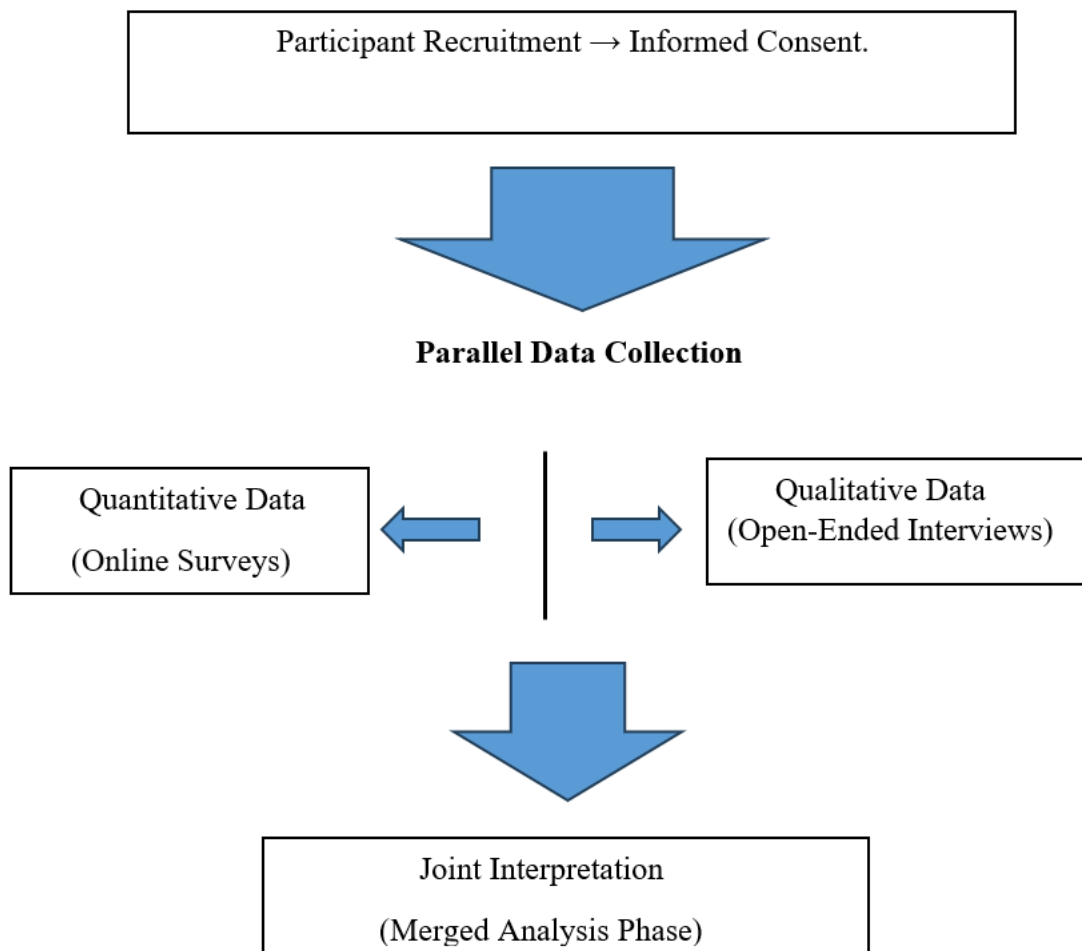 Participant Recruitment → Informed Consent.
Parallel Data Collection
Quantitative Data
(Online Surveys)
Qualitative Data
(Open-Ended Interviews)
Joint Interpretation
(Merged Analysis Phase)